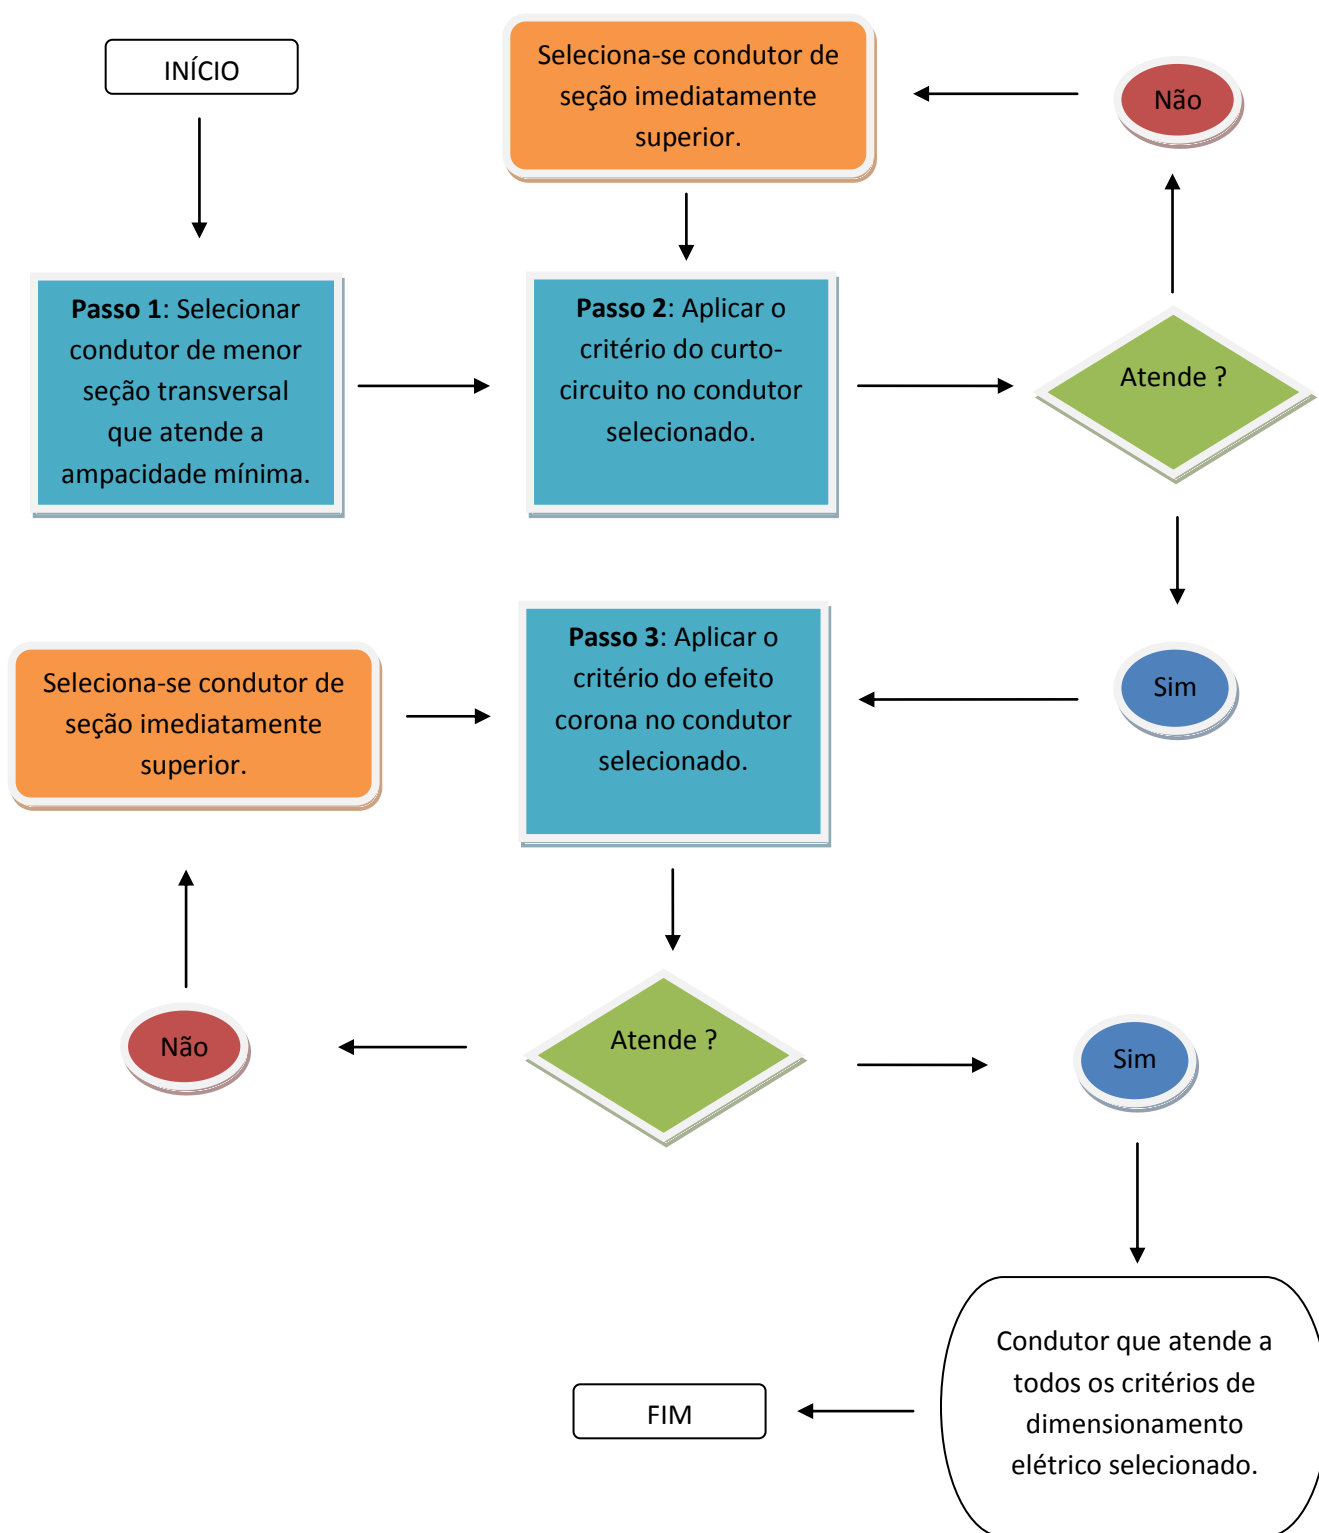 INÍCIO
Seleciona-se condutor de
seção imediatamente
superior.
Não
Passo 1: Selecionar
condutor de menor
seção transversal
que atende a
ampacidade mínima.
Passo 2: Aplicar o
critério do curto-
circuito no condutor
selecionado.
Atende ?
Sim
Passo 3: Aplicar o
critério do efeito
corona no condutor
selecionado.
Seleciona-se condutor de
seção imediatamente
superior.
Atende ?
Não
Sim
Condutor que atende a
todos os critérios de
dimensionamento
elétrico selecionado.
FIM